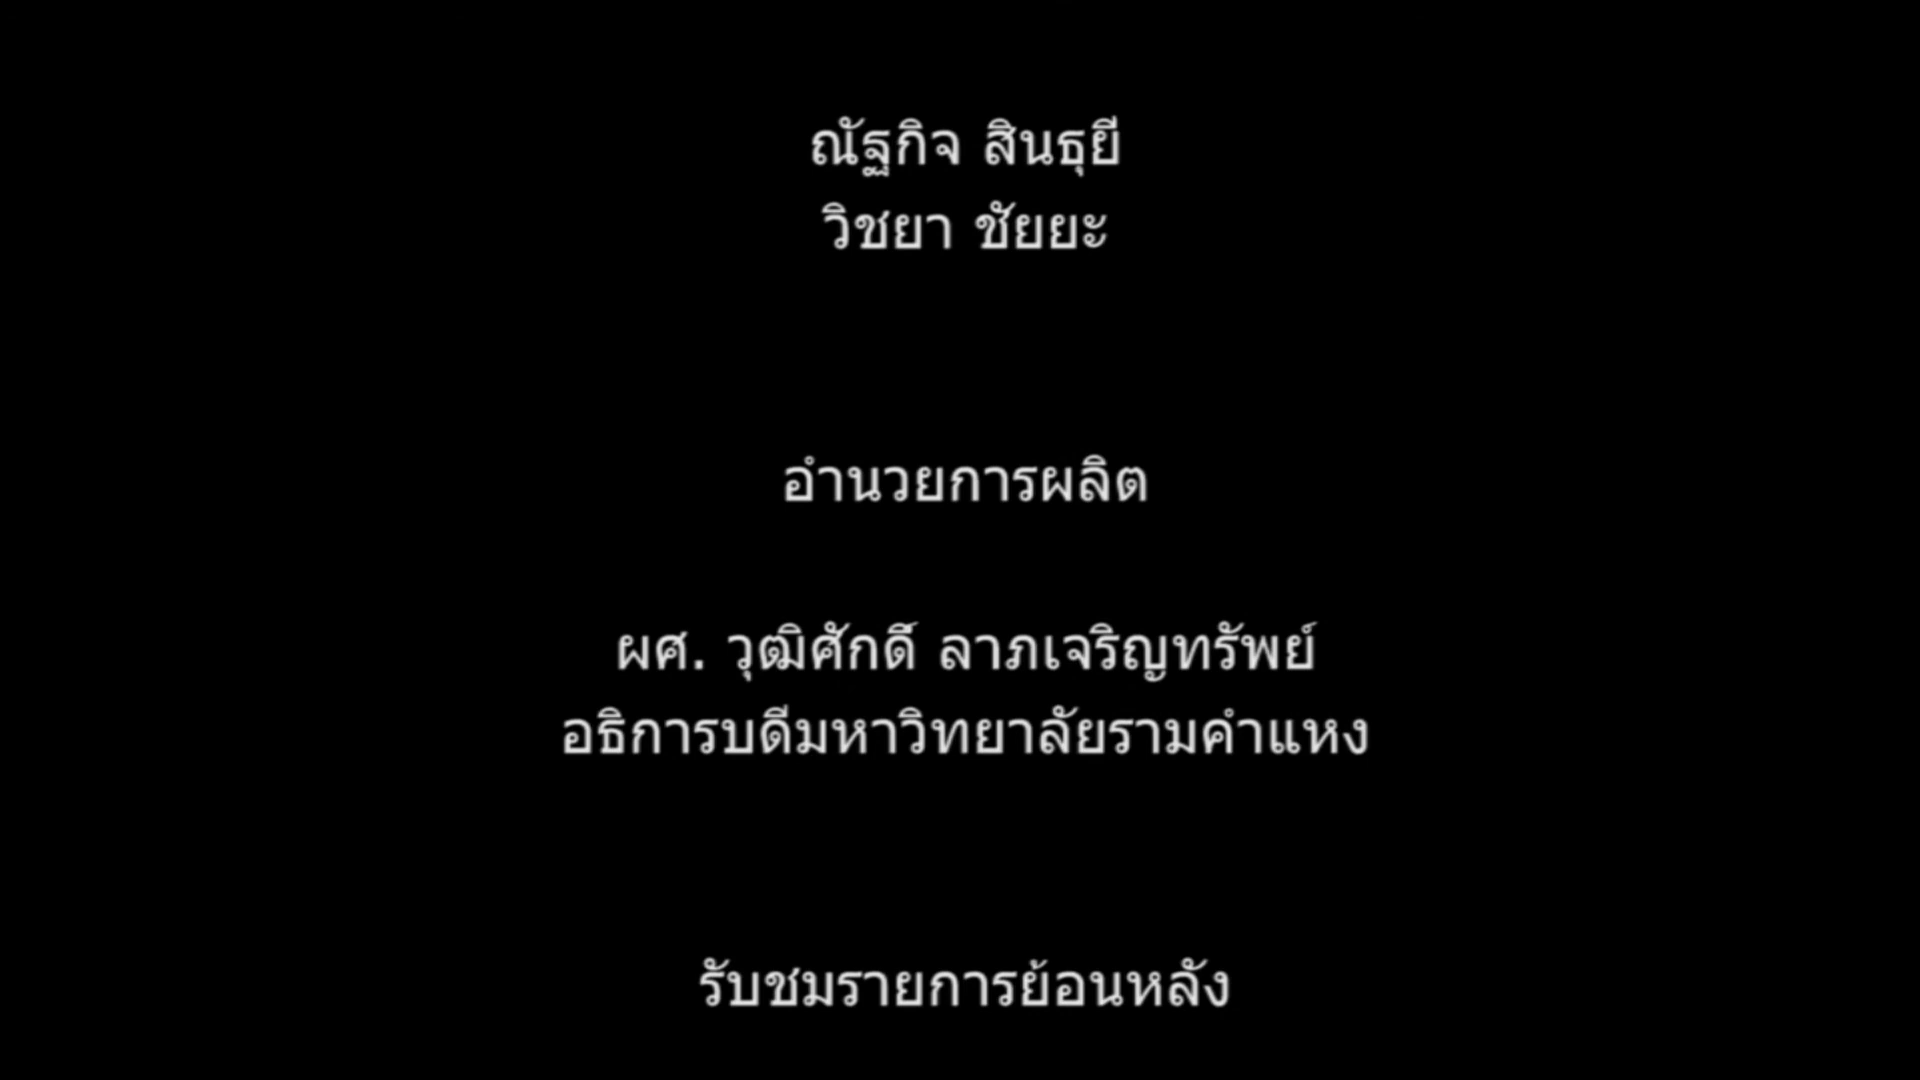 ณัฐกิจ สินธุยี
วิชยา ชัยยะ
อำนวยการผลิต
ผศ. วุฒิศักดิ์ ลาภเจริญทรัพย์
อธิการบดีมหาวิทยาลัยรามคำแหง
รับชมรายการย้อนหลัง